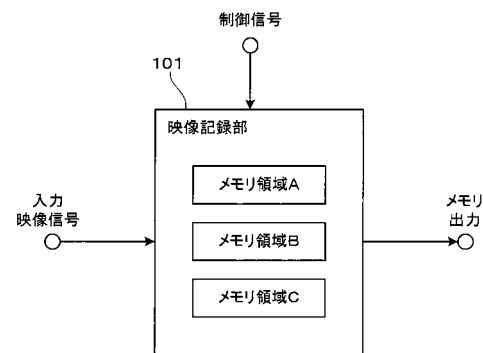 制御信号
101
映像記録部
メモリ領域A
入力
映像信号
メモリ領域B
メモリ
出力
メモリ領域C